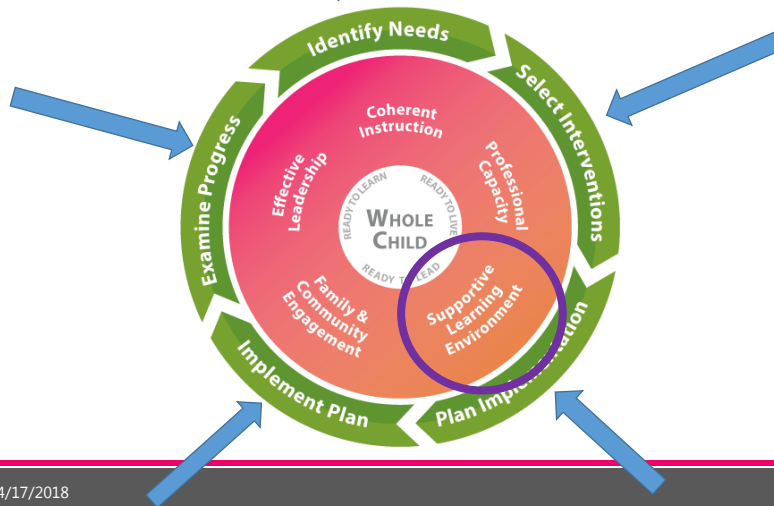 Identify Needs
Select Interventions
Plan Implementation
Implement Plan
Examine Progress
Coherent
Instruction
Professional
Capacity
Supportive
Learning
Environment
Family &
Community
Engagement
Effective
Leadership
READY TO LEARN
READY TO LIVE
READY TO LEAD
WHOLE
CHILD
4/17/2018